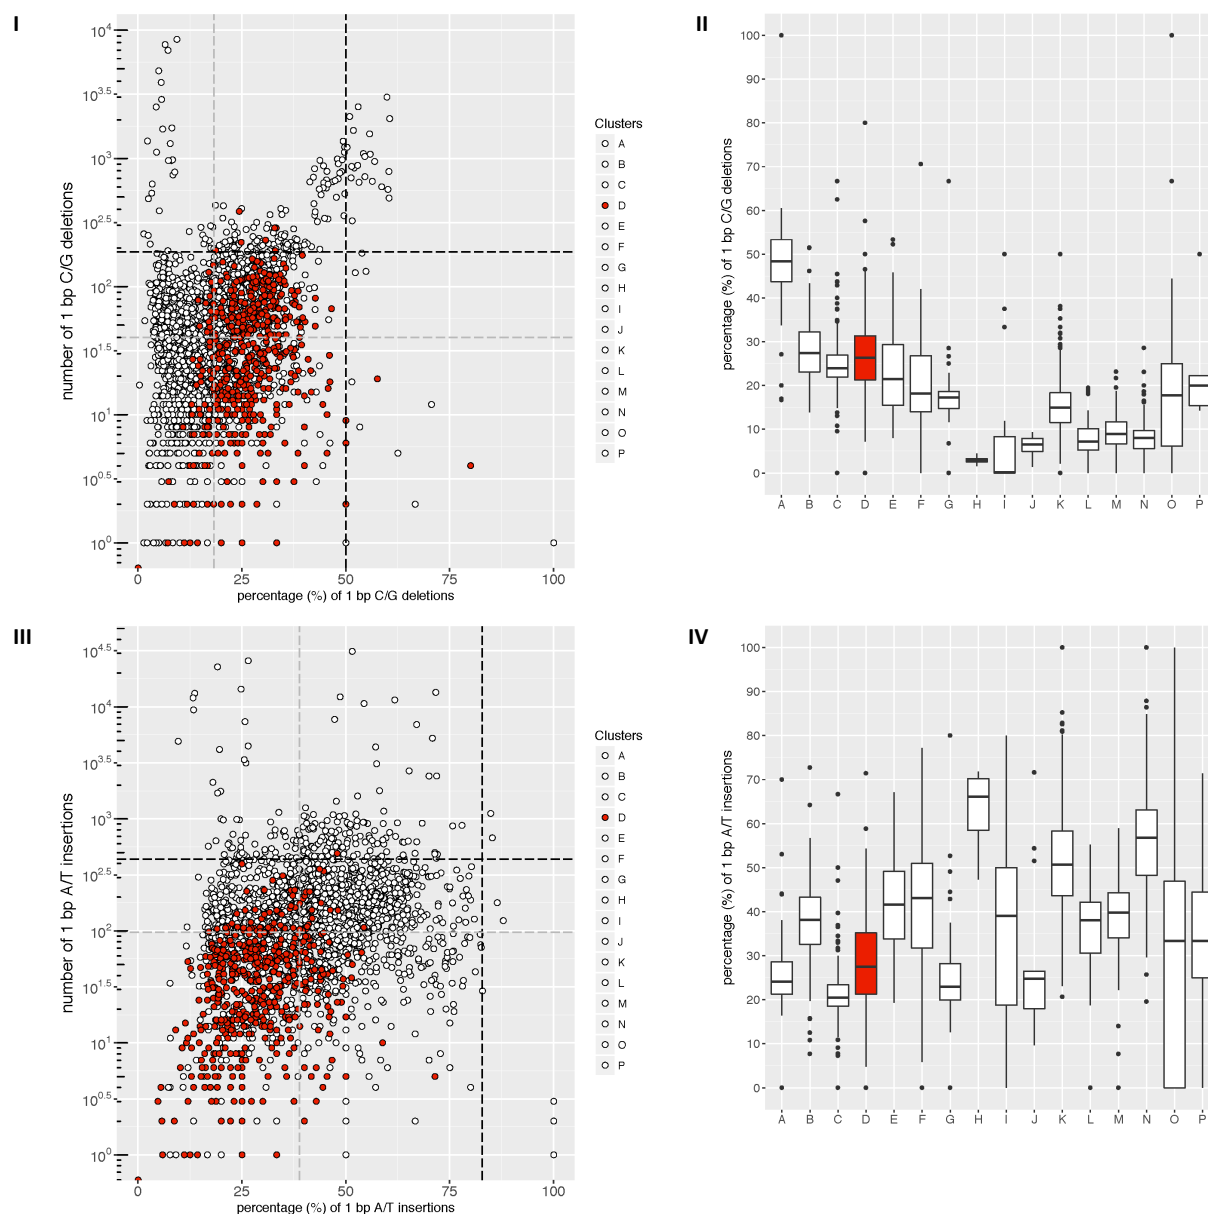 I
number of 1 bp C/G deletions
10^4
10^3.5
10^3
10^2.5
10^2
10^1.5
10^1
10^0.5
10^0
0 25 50 75 100
percentage (%) of 1 bp C/G deletions
Clusters
A
B
C
D
E
F
G
H
I
J
K
L
M
N
O
P
II
percentage (%) of 1 bp C/G deletions
100
90
80
70
60
50
40
30
20
10
0
A B C D E F G H I J K L M N O P
III
number of 1 bp A/T insertions
10^4.5
10^4
10^3.5
10^3
10^2.5
10^2
10^1.5
10^1
10^0.5
10^0
0 25 50 75 100
percentage (%) of 1 bp A/T insertions
Clusters
A
B
C
D
E
F
G
H
I
J
K
L
M
N
O
P
IV
percentage (%) of 1 bp A/T insertions
100
90
80
70
60
50
40
30
20
10
0
A B C D E F G H I J K L M N O P